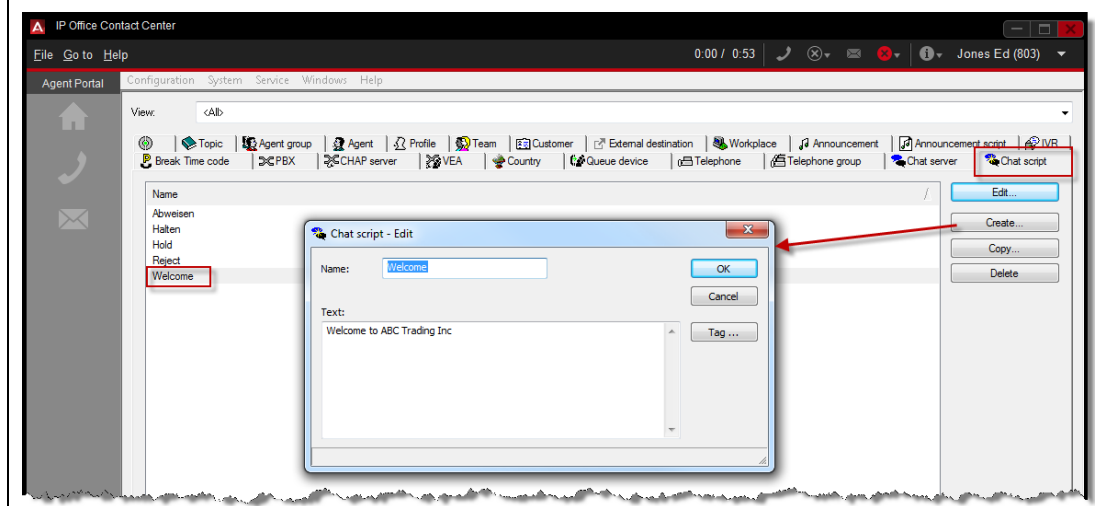 IP Office Contact Center
File Go to Help 0:00 / 0:53 Jones Ed (803)
Agent Portal Configuration System Service Windows Help
View: <All>
Topic Agent group Agent Profile Team Customer External destination Workplace Announcement Announcement script IVR
Break Time code PBX CHAP server VEA Country Queue device Telephone Telephone group Chat server Chat script
Name / Edit...
Abweisen
Halten
Hold
Reject
Welcome
Create...
Copy...
Delete
Chat script - Edit
Name: Welcome OK
Cancel
Text:
Welcome to ABC Trading Inc Tag ...